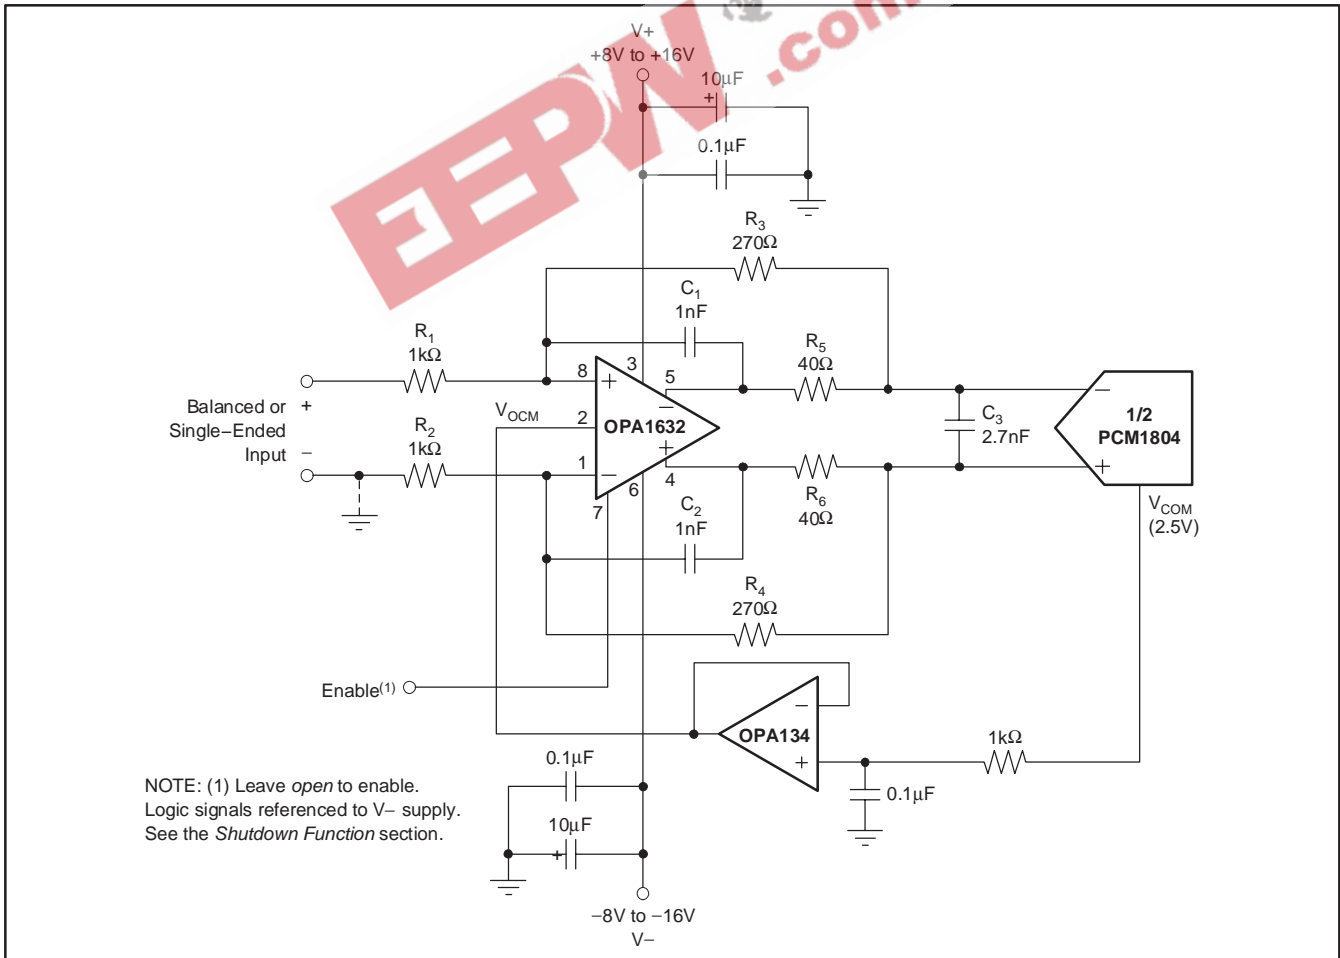 EEPW.com
V+
+8V to +16V
10µF
+
0.1µF
R3
270Ω
C1
1nF
R1
1kΩ
R5
40Ω
8
+
3
5
−
Balanced or
Single−Ended
Input
+
−
VOCM
2
OPA1632
C3
2.7nF
−
1/2
PCM1804
+
R2
1kΩ
1
−
+
6
4
7
R6
40Ω
C2
1nF
VCOM
(2.5V)
R4
270Ω
Enable(1)
−
OPA134
+
1kΩ
0.1µF
0.1µF
10µF
+
NOTE: (1) Leave open to enable.
Logic signals referenced to V− supply.
See the Shutdown Function section.
−8V to −16V
V−